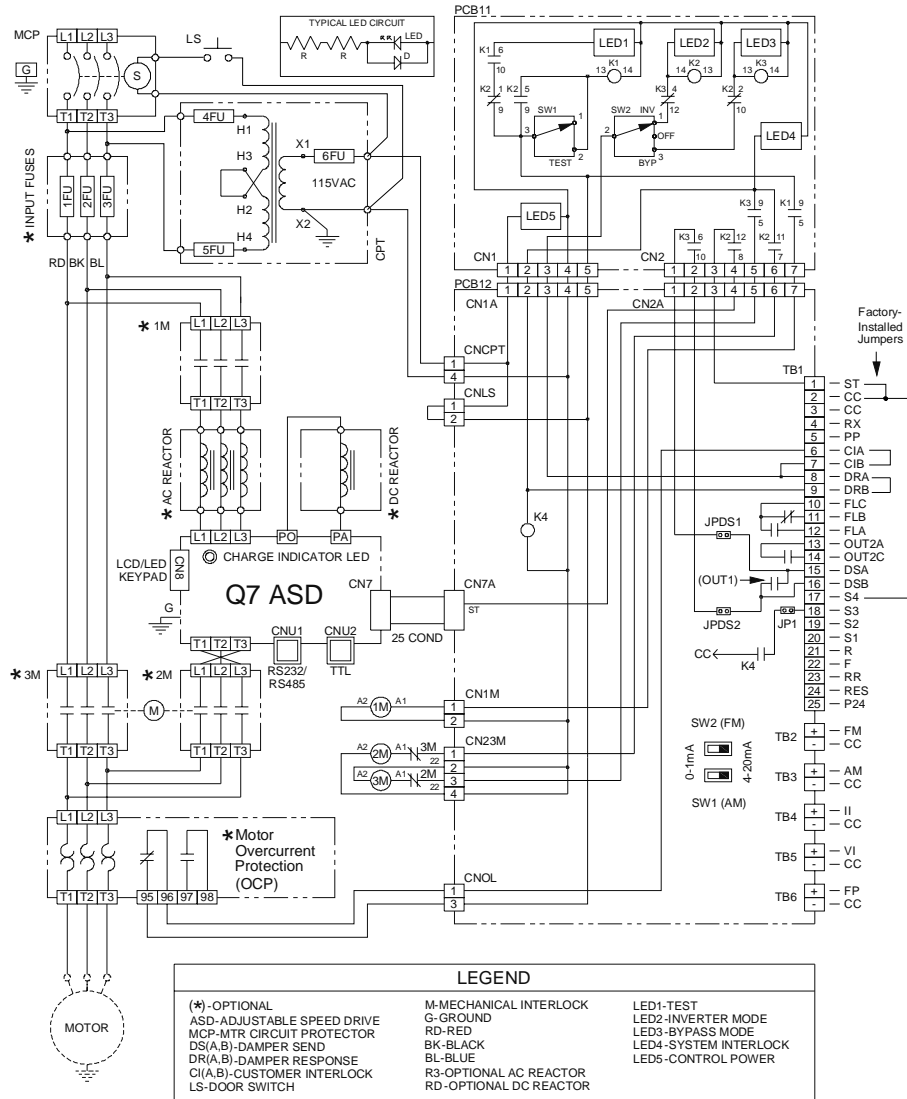 TYPICAL LED CIRCUIT
R R LED D
MCP L1 L2 L3
LS
G
S
T1 T2 T3
* INPUT FUSES
1FU 2FU 3FU
RD BK BL
4FU H1
H3
H2
H4
5FU
X1 6FU
115VAC
X2
CPT
PCB11
LED1 LED2 LED3
K1 6 10
K1 13 14
K2 14 13
K3 13 14
K2 1 9
K2 5 9
K3 4 12
K2 2 10
SW1 1 2 3
TEST
SW2 INV 1 2 3
OFF
BYP
LED4
LED5
K3 9 5
K1 9 5
K3 6 10
K2 12 8
K2 11 7
CN1 1 2 3 4 5
CN2 1 2 3 4 5 6 7
PCB12
1 2 3 4 5
1 2 3 4 5 6 7
CN1A
CN2A
* 1M L1 L2 L3
T1 T2 T3
CNCPT
1
4
CNLS
1
2
* AC REACTOR
* DC REACTOR
L1 L2 L3 PO PA
CHARGE INDICATOR LED
LCD/LED
KEYPAD
CN8
Q7 ASD
G
CN7
CN7A
ST
25 COND
K4
T1 T2 T3
CNU1
RS232/
RS485
CNU2
TTL
* 3M L1 L2 L3
* 2M L1 L2 L3
M
T1 T2 T3
T1 T2 T3
CN1M
A2 1M A1
1
2
CN23M
A2 2M A1 3M 22
A2 3M A1 2M 22
1
2
3
4
L1 L2 L3
* Motor
Overcurrent
Protection
(OCP)
T1 T2 T3 95 96 97 98
CNOL
1
3
MOTOR
Factory-
Installed
Jumpers
TB1
1 ST
2 CC
3 CC
4 RX
5 PP
6 CIA
7 CIB
8 DRA
9 DRB
10 FLC
11 FLB
12 FLA
13 OUT2A
14 OUT2C
15 DSA
16 DSB
17 S4
18 S3
19 S2
20 S1
21 R
22 F
23 RR
24 RES
25 P24
JPDS1
(OUT1)
JPDS2
JP1
CC
K4
SW2 (FM)
0-1mA
4-20mA
SW1 (AM)
TB2 + FM
- CC
TB3 + AM
- CC
TB4 + II
- CC
TB5 + VI
- CC
TB6 + FP
- CC
LEGEND
(*)-OPTIONAL
ASD-ADJUSTABLE SPEED DRIVE
MCP-MTR CIRCUIT PROTECTOR
DS(A,B)-DAMPER SEND
DR(A,B)-DAMPER RESPONSE
CI(A,B)-CUSTOMER INTERLOCK
LS-DOOR SWITCH
M-MECHANICAL INTERLOCK
G-GROUND
RD-RED
BK-BLACK
BL-BLUE
R3-OPTIONAL AC REACTOR
RD-OPTIONAL DC REACTOR
LED1-TEST
LED2-INVERTER MODE
LED3-BYPASS MODE
LED4-SYSTEM INTERLOCK
LED5-CONTROL POWER